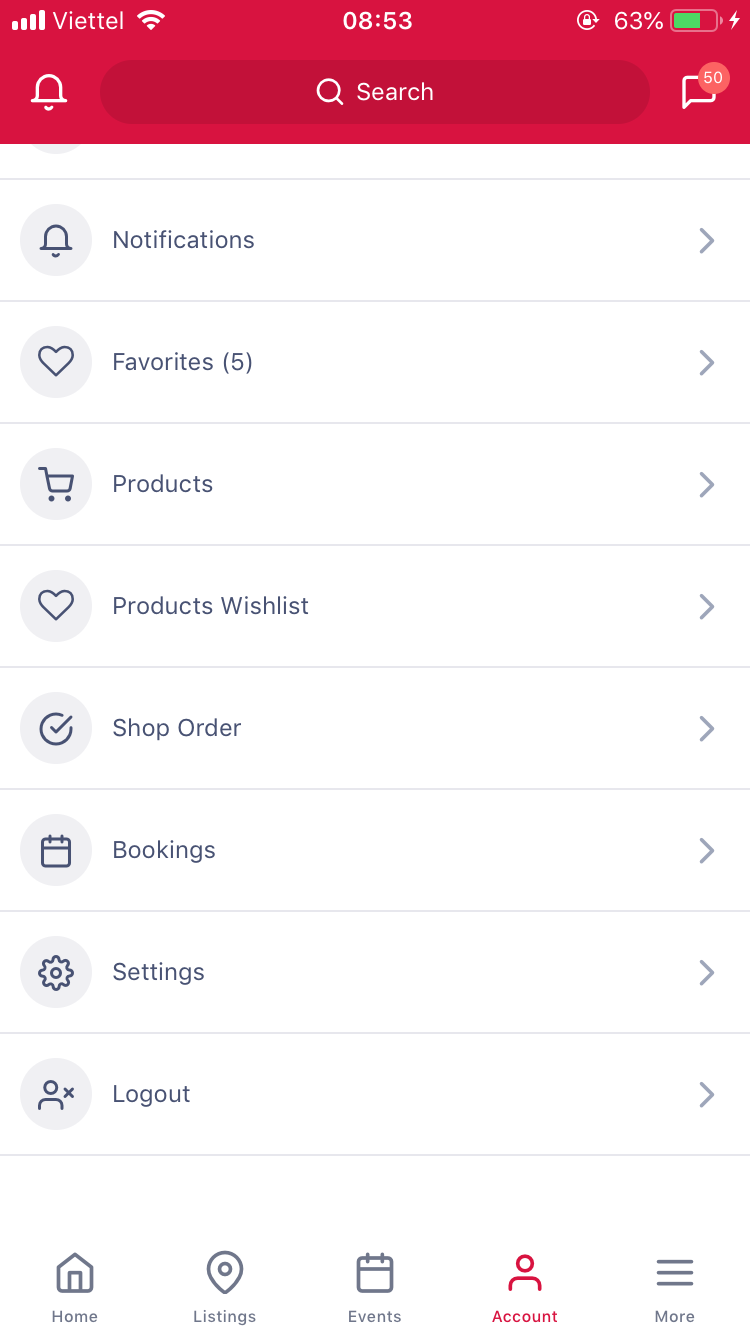 Viettel 08:53 63%
Search
50
Notifications
Favorites (5)
Products
Products Wishlist
Shop Order
Bookings
Settings
Logout
Home Listings Events Account More